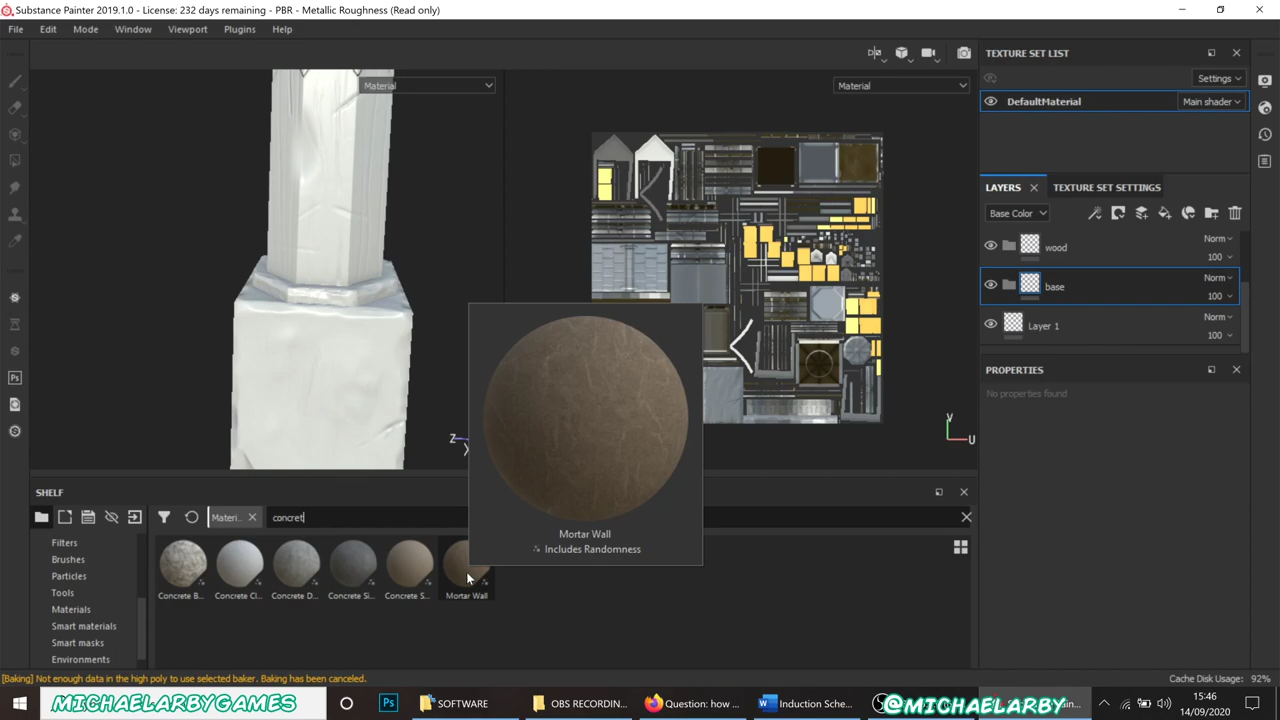 Substance Painter 2019.1.0 - License: 232 days remaining - PBR - Metallic Roughness (Read only)
File Edit Mode Window Viewport Plugins Help
Material
Material
TEXTURE SET LIST
Settings
DefaultMaterial Main shader
LAYERS TEXTURE SET SETTINGS
Base Color
wood Norm 100
base Norm 100
Layer 1 Norm 100
PROPERTIES
No properties found
Z
V
U
Mortar Wall
Includes Randomness
SHELF
Materi... concret
Filters
Brushes
Particles
Tools
Materials
Smart materials
Smart masks
Environments
Concrete B... Concrete Cl... Concrete D... Concrete Si... Concrete S... Mortar Wall
[Baking] Not enough data in the high poly to use selected baker. Baking has been canceled.
Cache Disk Usage: 92%
MICHAELARBYGAMES
Ps
SOFTWARE
OBS RECORDIN...
Question: how ...
Induction Sche...
@MICHAELARBY
15:46
14/09/2020